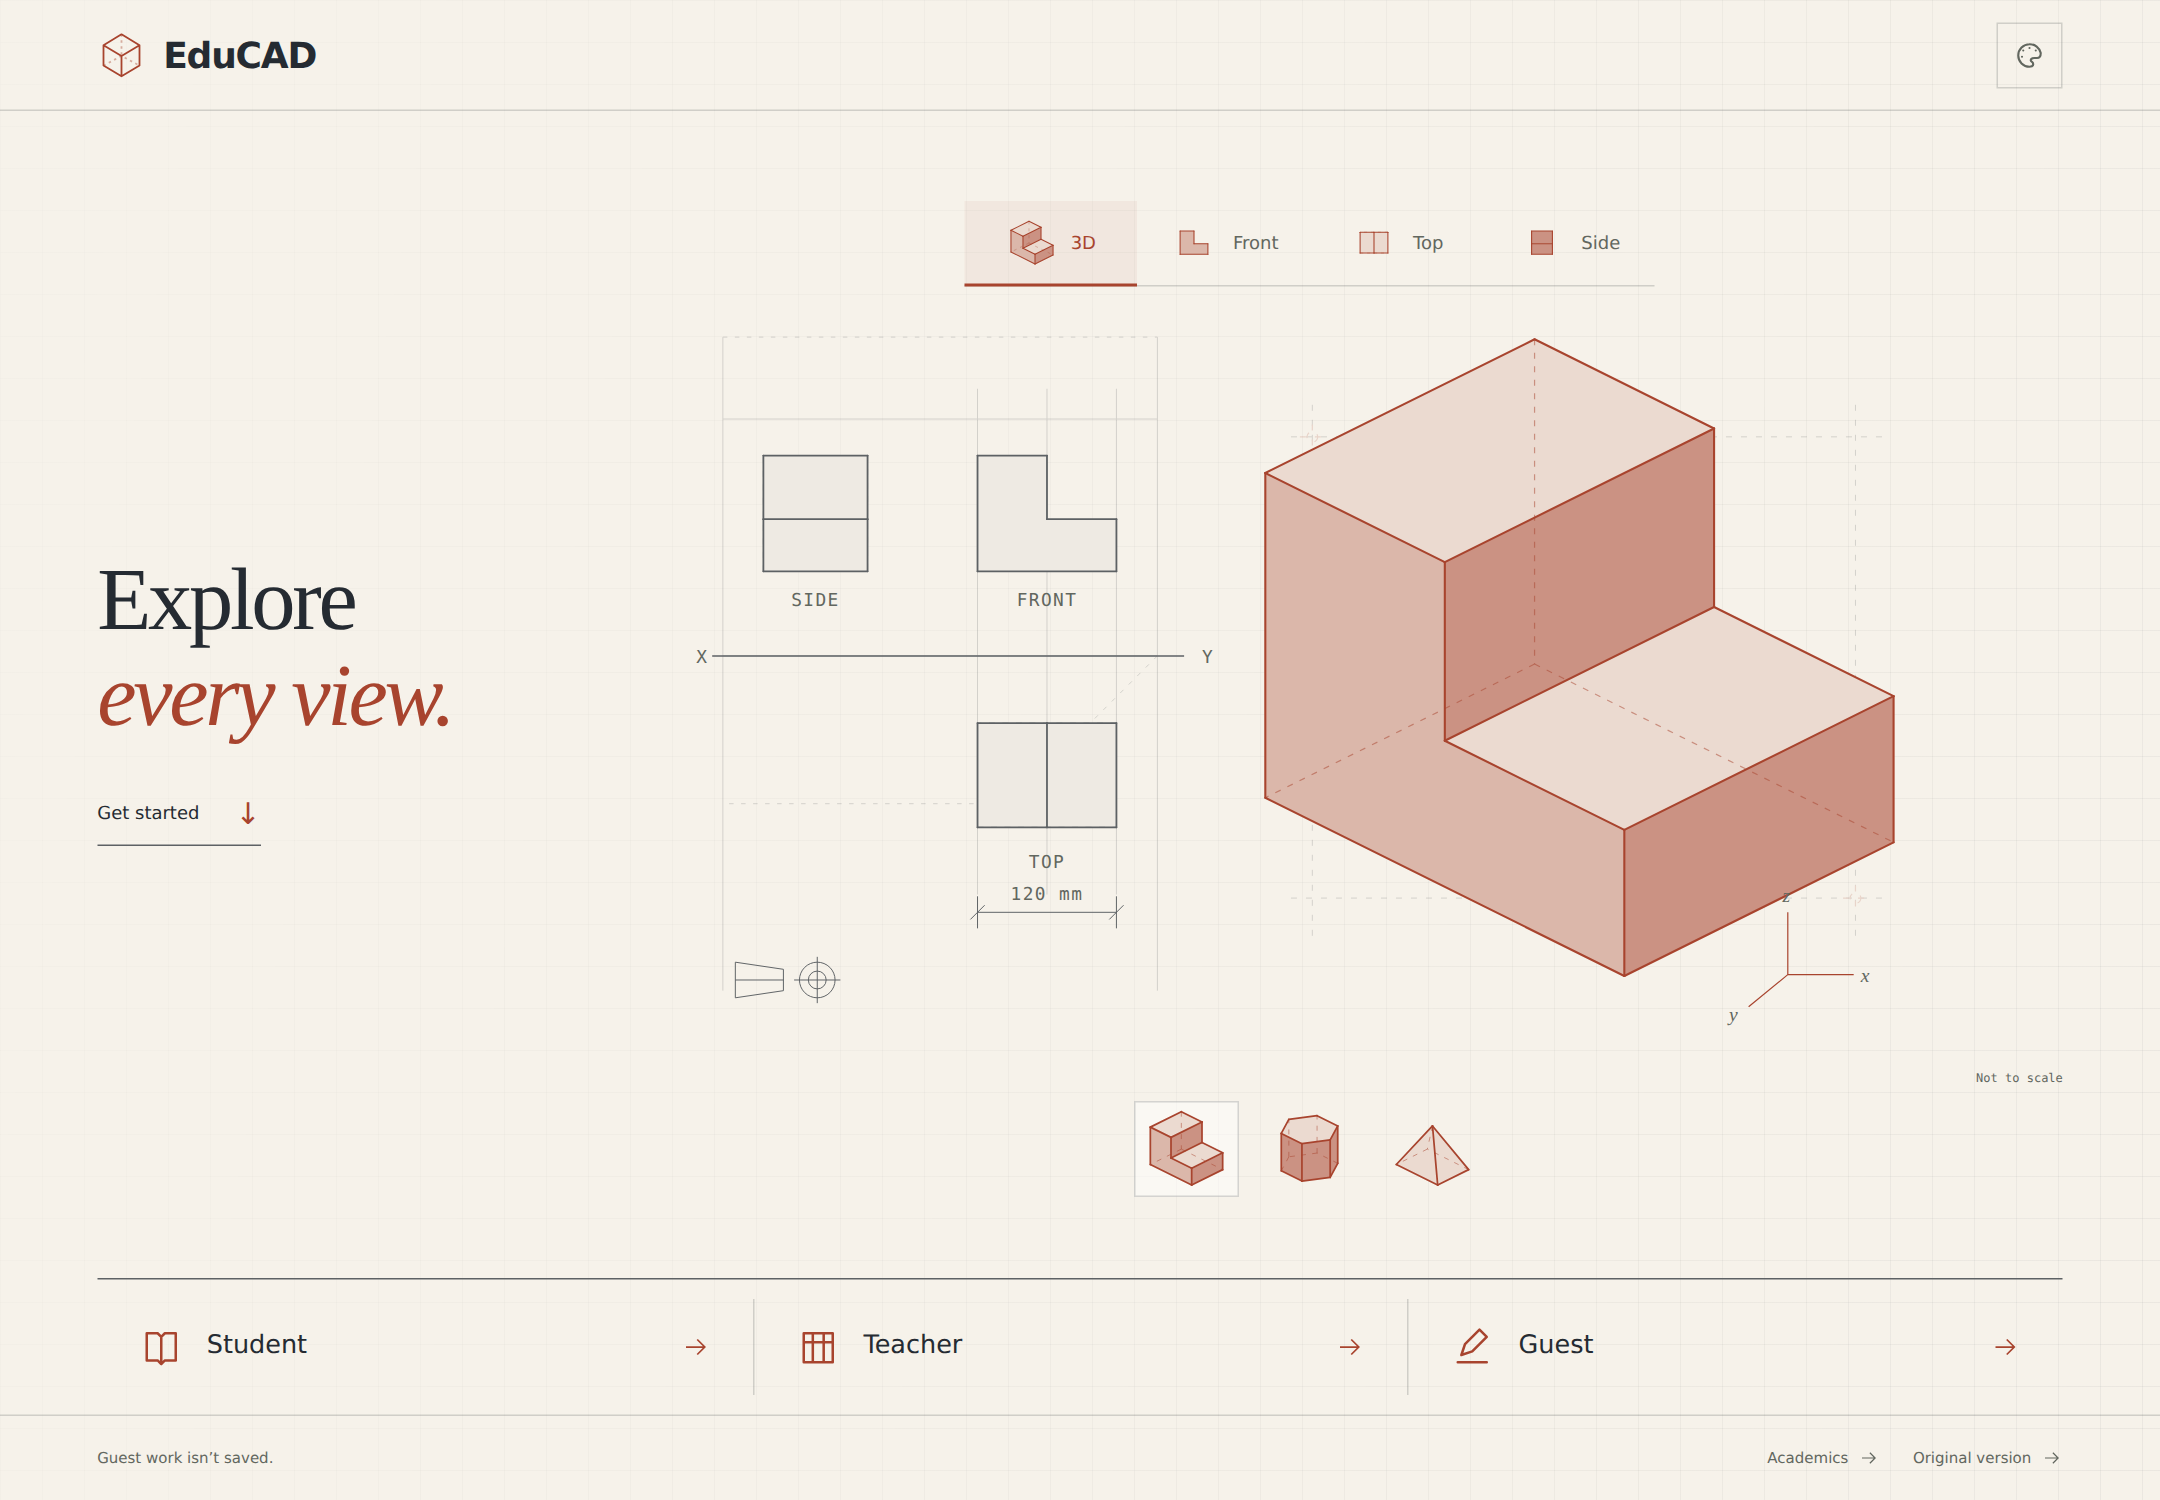 EduCAD
3D
Front
Top
Side
SIDE
FRONT
X
Y
Explore
every view.
Get started
TOP
120 mm
z
x
y
Not to scale
Student
Teacher
Guest
Guest work isn’t saved.
Academics
Original version